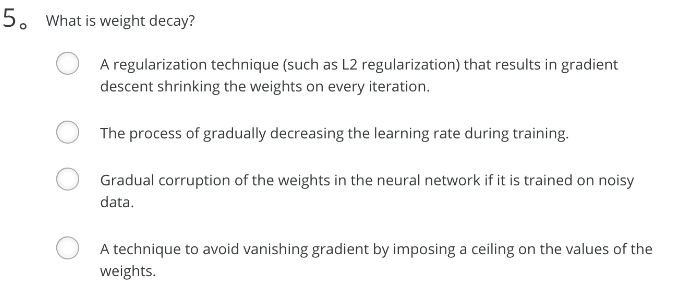 5. What is weight decay?
A regularization technique (such as L2 regularization) that results in gradient
descent shrinking the weights on every iteration.
The process of gradually decreasing the learning rate during training.
Gradual corruption of the weights in the neural network if it is trained on noisy
data.
A technique to avoid vanishing gradient by imposing a ceiling on the values of the
weights.